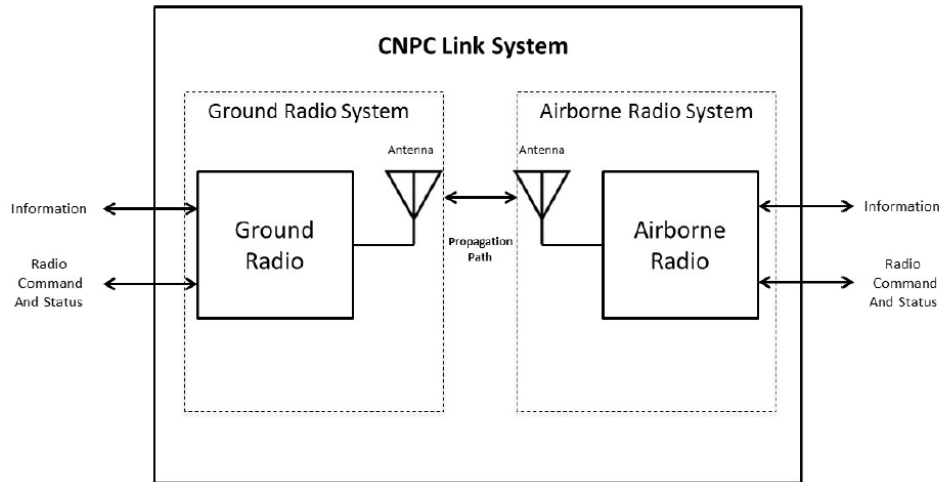 CNPC Link System
Ground Radio System
Airborne Radio System
Antenna
Antenna
Information
Ground
Radio
Propagation
Path
Airborne
Radio
Information
Radio
Command
And Status
Radio
Command
And Status